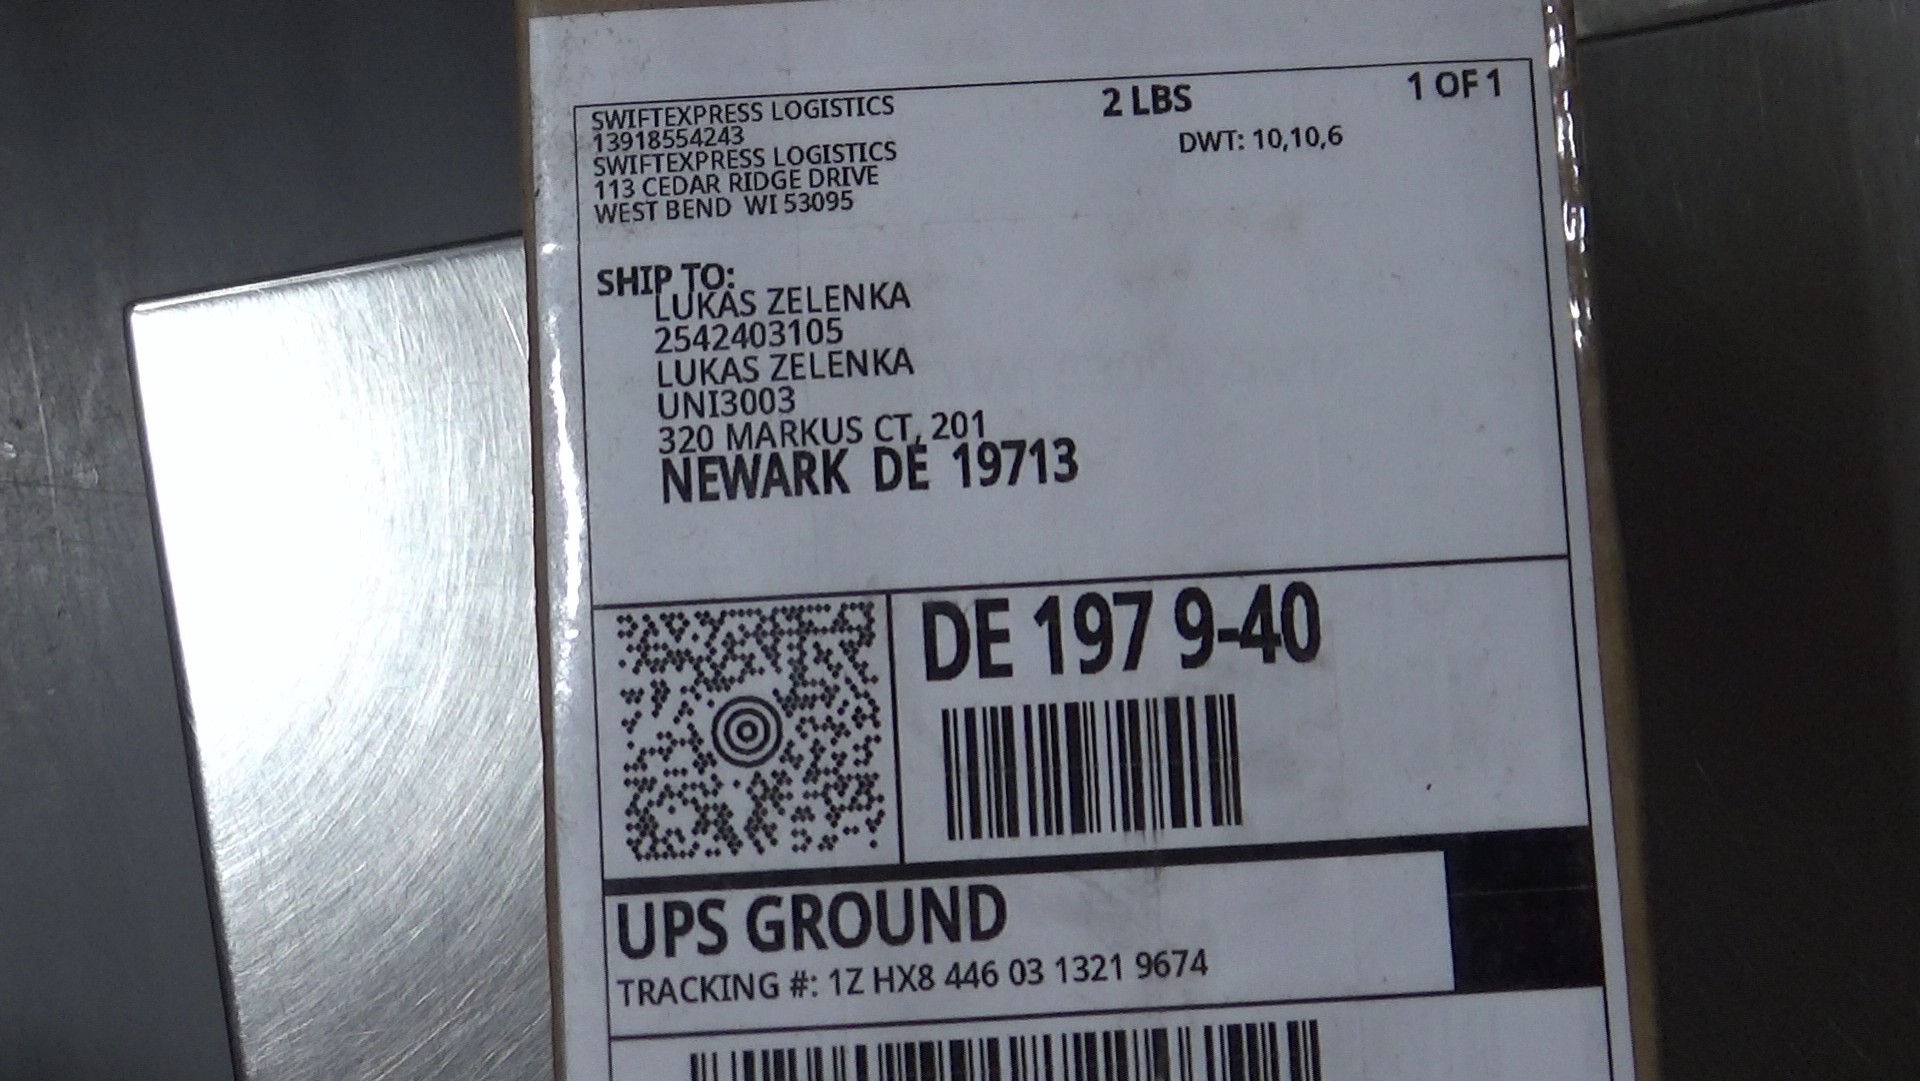 SWIFTEXPRESS LOGISTICS
13918554243
SWIFTEXPRESS LOGISTICS
113 CEDAR RIDGE DRIVE
WEST BEND WI 53095
2 LBS
1 OF 1
DWT: 10,10,6
SHIP TO:
LUKAS ZELENKA
2542403105
LUKAS ZELENKA
UNI3003
320 MARKUS CT, 201
NEWARK DE 19713
DE 197 9-40
UPS GROUND
TRACKING #: 1Z HX8 446 03 1321 9674